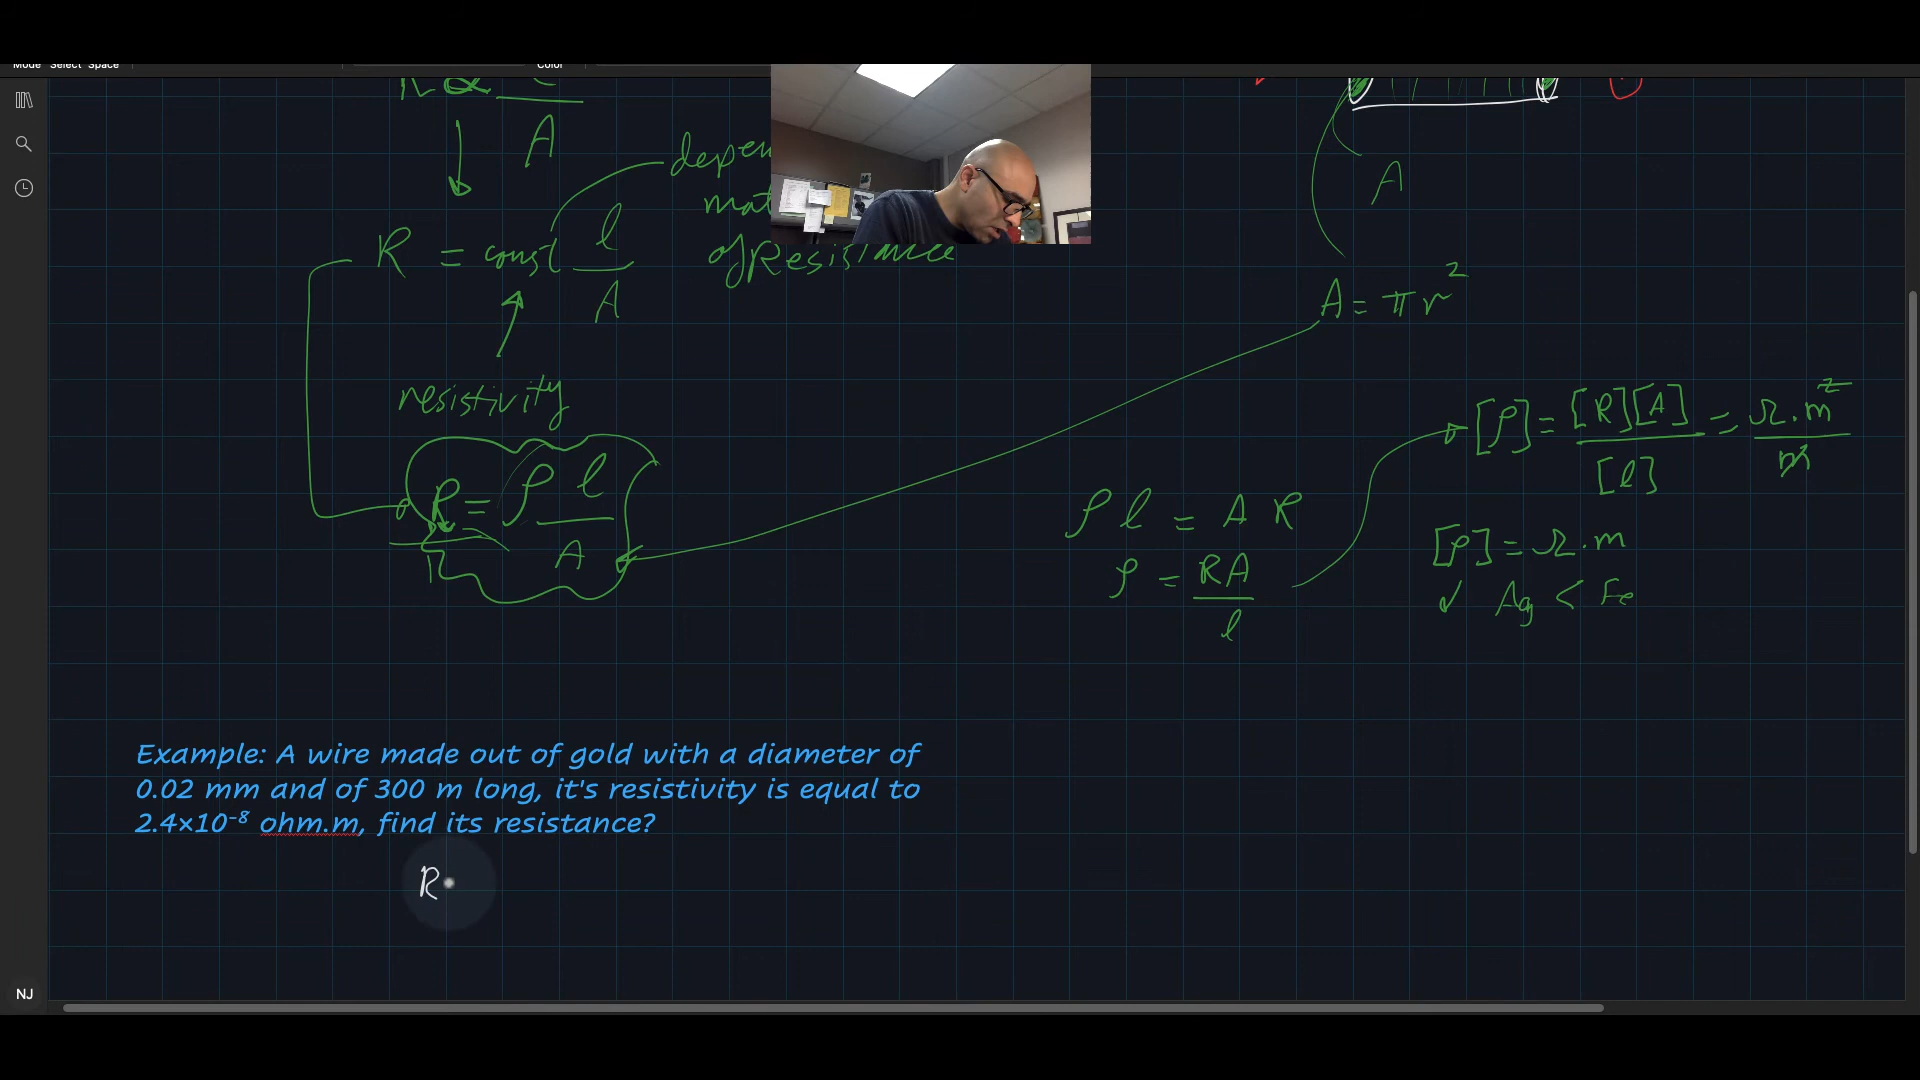 Mode Select Space Color
A
A
R = const l / A
of Resistance
A = πr²
resistivity
R = ρ l / A
[ρ] = [R][A] / [l] = Ω.m² / m
ρ l = A R
ρ = RA / l
[ρ] = Ω.m
✓ Ag < Fe
Example: A wire made out of gold with a diameter of
0.02 mm and of 300 m long, it's resistivity is equal to
2.4×10⁻⁸ ohm.m, find its resistance?
R
NJ